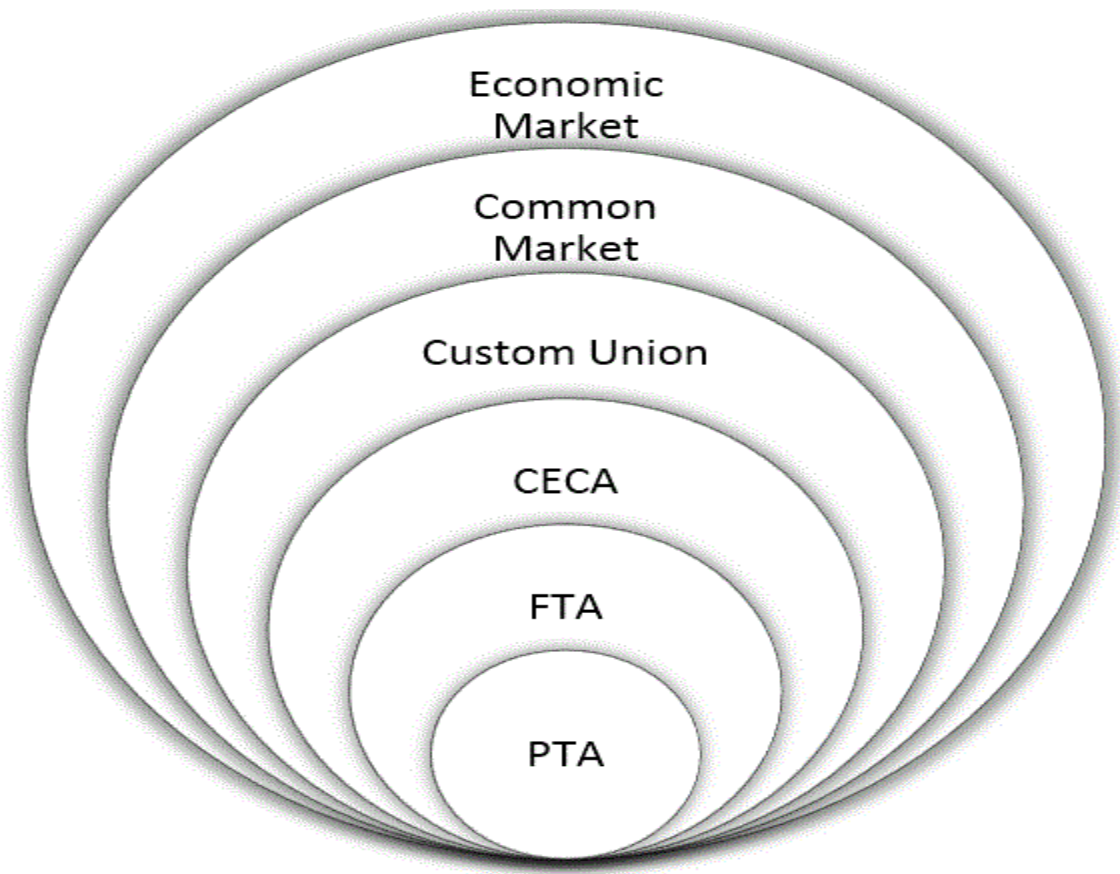 Economic
Market
Common
Market
Custom Union
CECA
FTA
PTA